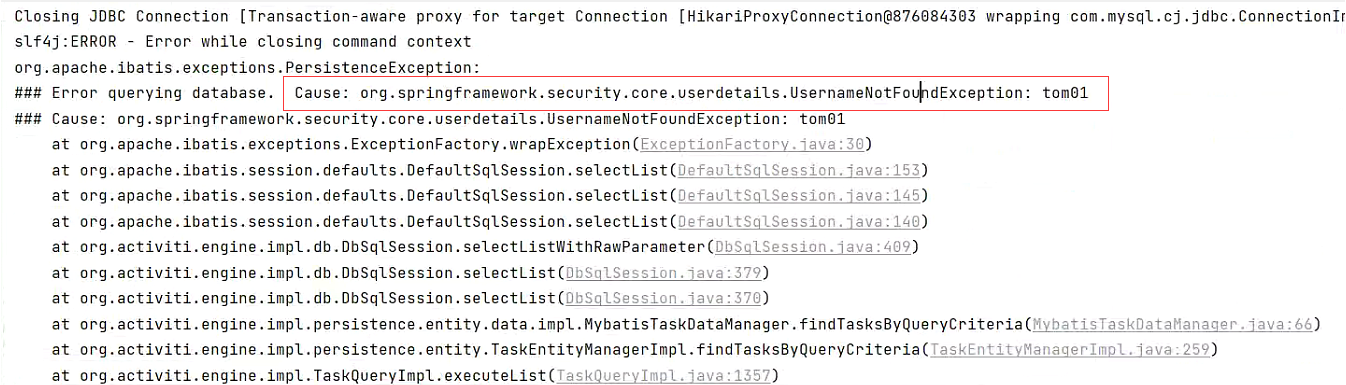 Closing JDBC Connection [Transaction-aware proxy for target Connection [HikariProxyConnection@876084303 wrapping com.mysql.cj.jdbc.ConnectionIm
slf4j:ERROR - Error while closing command context
org.apache.ibatis.exceptions.PersistenceException:
### Error querying database.  Cause: org.springframework.security.core.userdetails.UsernameNotFoundException: tom01
### Cause: org.springframework.security.core.userdetails.UsernameNotFoundException: tom01
    at org.apache.ibatis.exceptions.ExceptionFactory.wrapException(ExceptionFactory.java:30)
    at org.apache.ibatis.session.defaults.DefaultSqlSession.selectList(DefaultSqlSession.java:153)
    at org.apache.ibatis.session.defaults.DefaultSqlSession.selectList(DefaultSqlSession.java:145)
    at org.apache.ibatis.session.defaults.DefaultSqlSession.selectList(DefaultSqlSession.java:140)
    at org.activiti.engine.impl.db.DbSqlSession.selectListWithRawParameter(DbSqlSession.java:409)
    at org.activiti.engine.impl.db.DbSqlSession.selectList(DbSqlSession.java:379)
    at org.activiti.engine.impl.db.DbSqlSession.selectList(DbSqlSession.java:370)
    at org.activiti.engine.impl.persistence.entity.data.impl.MybatisTaskDataManager.findTasksByQueryCriteria(MybatisTaskDataManager.java:66)
    at org.activiti.engine.impl.persistence.entity.TaskEntityManagerImpl.findTasksByQueryCriteria(TaskEntityManagerImpl.java:259)
    at org.activiti.engine.impl.TaskQueryImpl.executeList(TaskQueryImpl.java:1357)